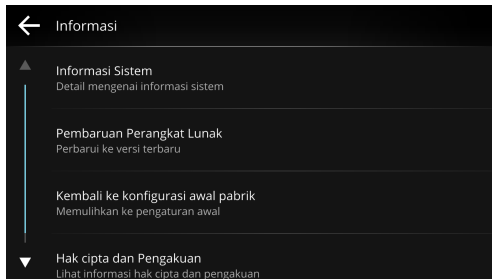 Informasi
Informasi Sistem
Detail mengenai informasi sistem
Pembaruan Perangkat Lunak
Perbarui ke versi terbaru
Kembali ke konfigurasi awal pabrik
Memulihkan ke pengaturan awal
Hak cipta dan Pengakuan
Lihat informasi hak cipta dan pengakuan